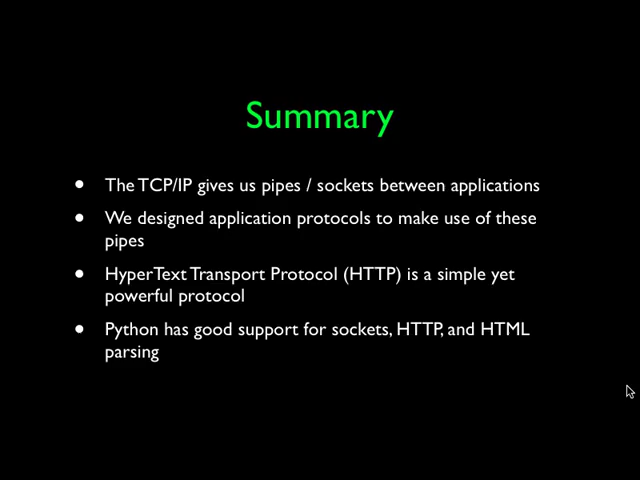 Summary
• The TCP/IP gives us pipes / sockets between applications
• We designed application protocols to make use of these
pipes
• HyperText Transport Protocol (HTTP) is a simple yet
powerful protocol
• Python has good support for sockets, HTTP, and HTML
parsing